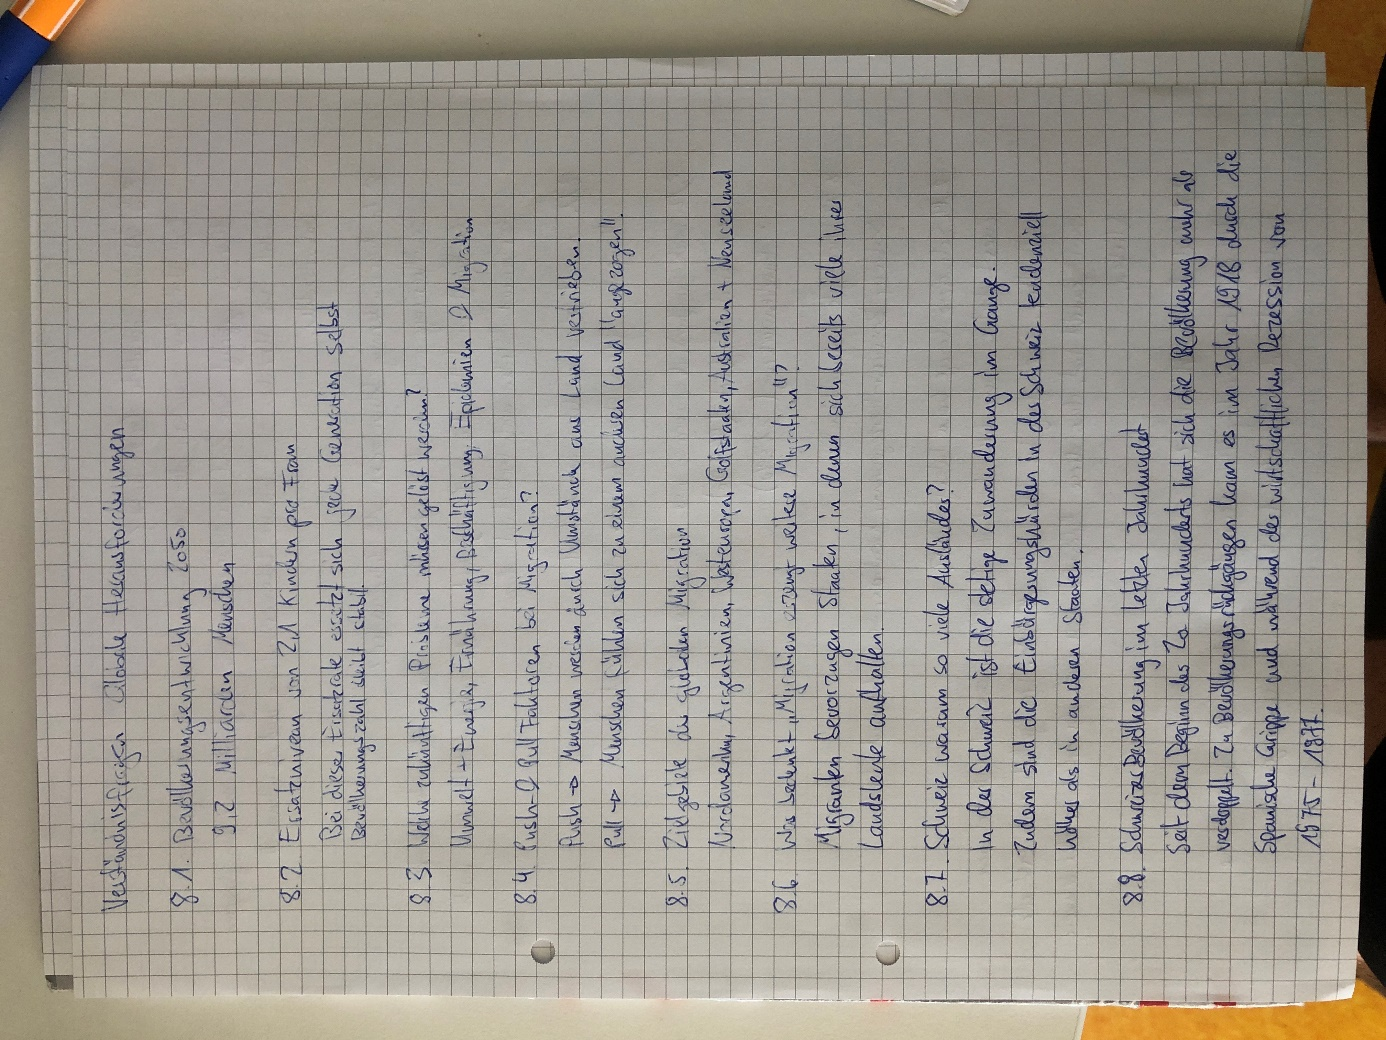 Verständnisfragen Globale Herausforderungen
8.1. Bevölkerungsentwicklung 2050
9,2 Milliarden Menschen
8.2 Ersatzniveau von 2,1 Kindern pro Frau
Bei dieser Ersatzrate ersetzt sich jede Generation selbst
Bevölkerungszahl bleibt stabil.
8.3. Welche zukünftigen Probleme müssen gelöst werden?
Umwelt + Energie, Ernährung, Beschäftigung, Epidemien & Migration
8.4. Push- & Pull Faktoren bei Migration?
Push → Menschen werden durch Umstände aus Land vertrieben.
Pull → Menschen fühlen sich zu einem anderen Land "angezogen".
8.5. Zielgebiete der globalen Migration
Nordamerika, Argentinien, Westeuropa, Golfstaaten, Australien + Neuseeland
8.6. Was bedeutet „Migration erzeugt weitere Migration"?
Migranten bevorzugen Staaten, in denen sich bereits viele ihrer
Landsleute aufhalten.
8.7. Schweiz warum so viele Ausländer?
In der Schweiz ist die stetige Zuwanderung im Gange.
Zudem sind die Einbürgerungshürden in der Schweiz tendenziell
höher als in anderen Staaten.
8.8. Schweizer Bevölkerung im letzten Jahrhundert
Seit dem Beginn des 20 Jahrhunderts hat sich die Bevölkerung mehr als
verdoppelt. Zu Bevölkerungsrückgängen kam es im Jahr 1918 durch die
Spanische Grippe und während der wirtschaftlichen Rezession von
1975 - 1977.